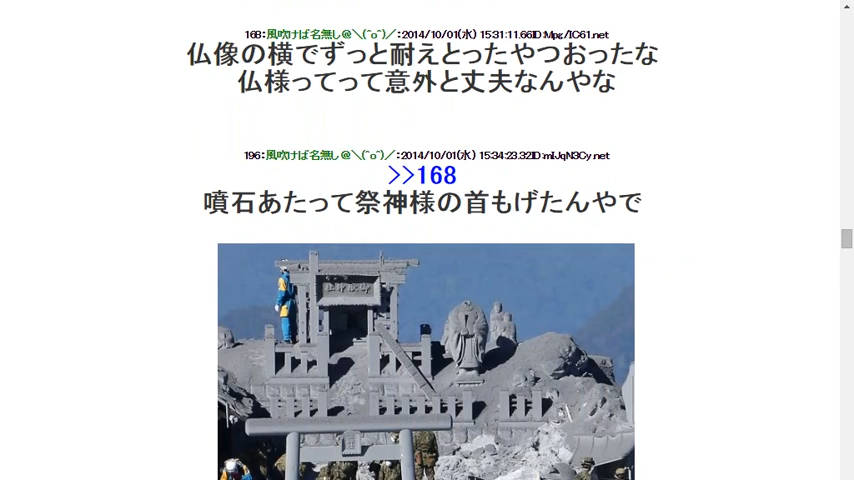 168：風吹けば名無し＠＼(^o^)／：2014/10/01(水) 15:31:11.66ID:Mpg/lC61.net
仏像の横でずっと耐えとったやつおったな
仏様ってって意外と丈夫なんやな
196：風吹けば名無し＠＼(^o^)／：2014/10/01(水) 15:34:23.32ID:mIJqN3Cy.net
>>168
噴石あたって祭神様の首もげたんやで